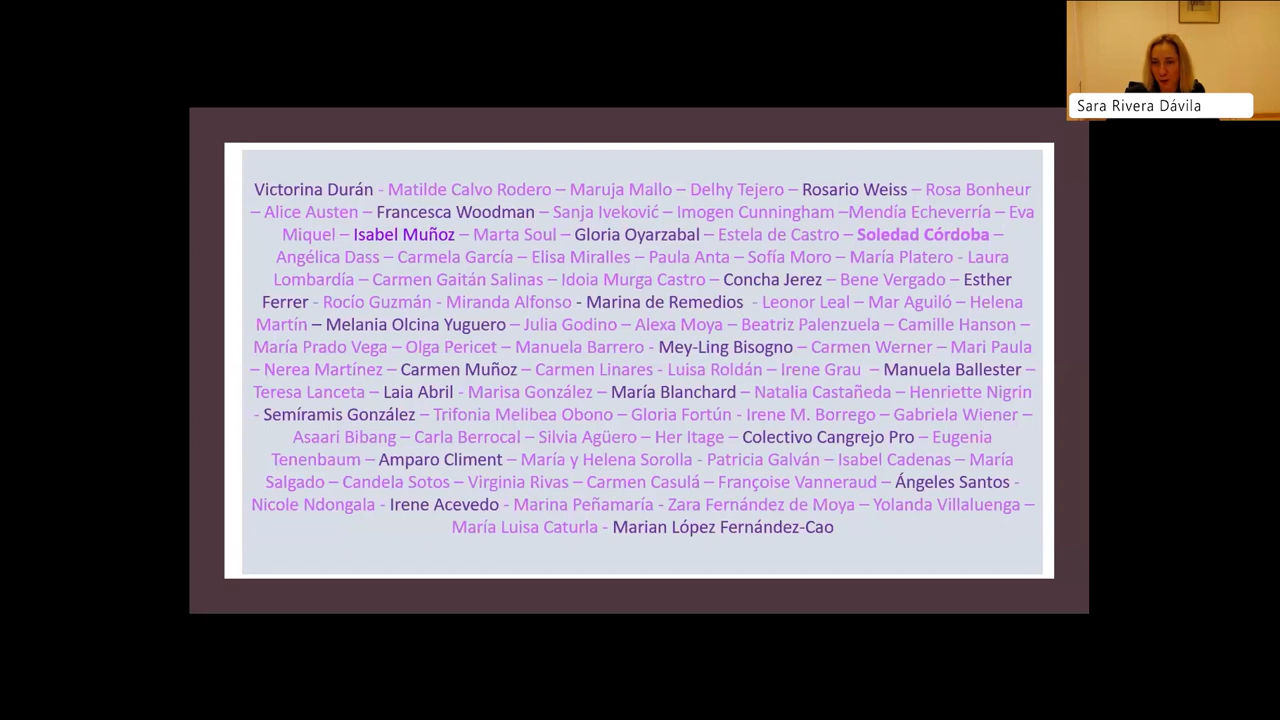 Sara Rivera Dávila
Victorina Durán - Matilde Calvo Rodero – Maruja Mallo – Delhy Tejero – Rosario Weiss – Rosa Bonheur
– Alice Austen – Francesca Woodman – Sanja Iveković – Imogen Cunningham –Mendía Echeverría – Eva
Miquel – Isabel Muñoz – Marta Soul – Gloria Oyarzabal – Estela de Castro – Soledad Córdoba –
Angélica Dass – Carmela García – Elisa Miralles – Paula Anta – Sofía Moro – María Platero - Laura
Lombardía – Carmen Gaitán Salinas – Idoia Murga Castro – Concha Jerez – Bene Vergado – Esther
Ferrer - Rocío Guzmán - Miranda Alfonso - Marina de Remedios - Leonor Leal – Mar Aguiló – Helena
Martín – Melania Olcina Yuguero – Julia Godino – Alexa Moya – Beatriz Palenzuela – Camille Hanson –
María Prado Vega – Olga Pericet – Manuela Barrero - Mey-Ling Bisogno – Carmen Werner – Mari Paula
– Nerea Martínez – Carmen Muñoz – Carmen Linares - Luisa Roldán – Irene Grau – Manuela Ballester –
Teresa Lanceta – Laia Abril - Marisa González – María Blanchard – Natalia Castañeda – Henriette Nigrin
- Semíramis González – Trifonia Melibea Obono – Gloria Fortún - Irene M. Borrego – Gabriela Wiener –
Asaari Bibang – Carla Berrocal – Silvia Agüero – Her Itage – Colectivo Cangrejo Pro – Eugenia
Tenenbaum – Amparo Climent – María y Helena Sorolla - Patricia Galván – Isabel Cadenas – María
Salgado – Candela Sotos – Virginia Rivas – Carmen Casulá – Françoise Vanneraud – Ángeles Santos -
Nicole Ndongala - Irene Acevedo - Marina Peñamaría - Zara Fernández de Moya – Yolanda Villaluenga –
María Luisa Caturla - Marian López Fernández-Cao